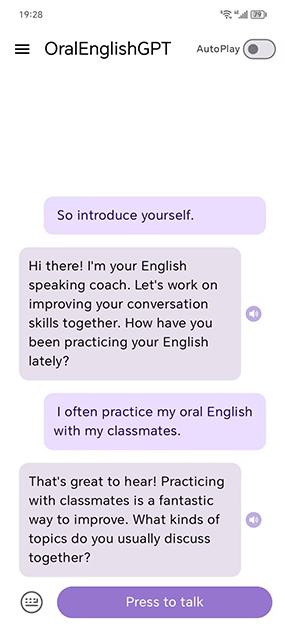 19:28
79
OralEnglishGPT
AutoPlay
So introduce yourself.
Hi there! I'm your English
speaking coach. Let's work on
improving your conversation
skills together. How have you
been practicing your English
lately?
I often practice my oral English
with my classmates.
That's great to hear! Practicing
with classmates is a fantastic
way to improve. What kinds of
topics do you usually discuss
together?
Press to talk